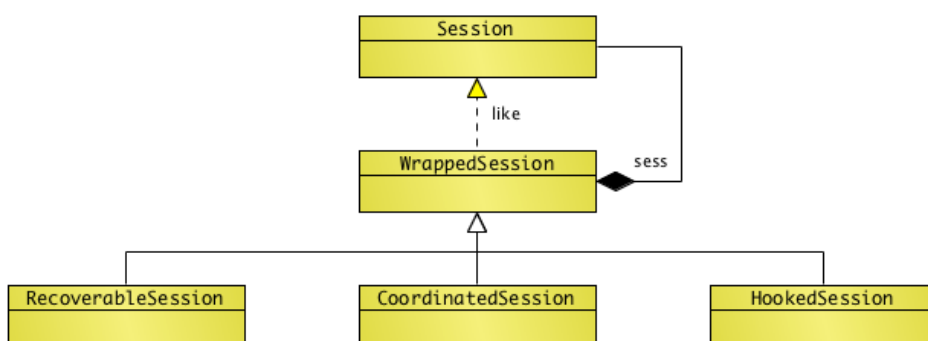 Session
like
WrappedSession
sess
RecoverableSession
CoordinatedSession
HookedSession